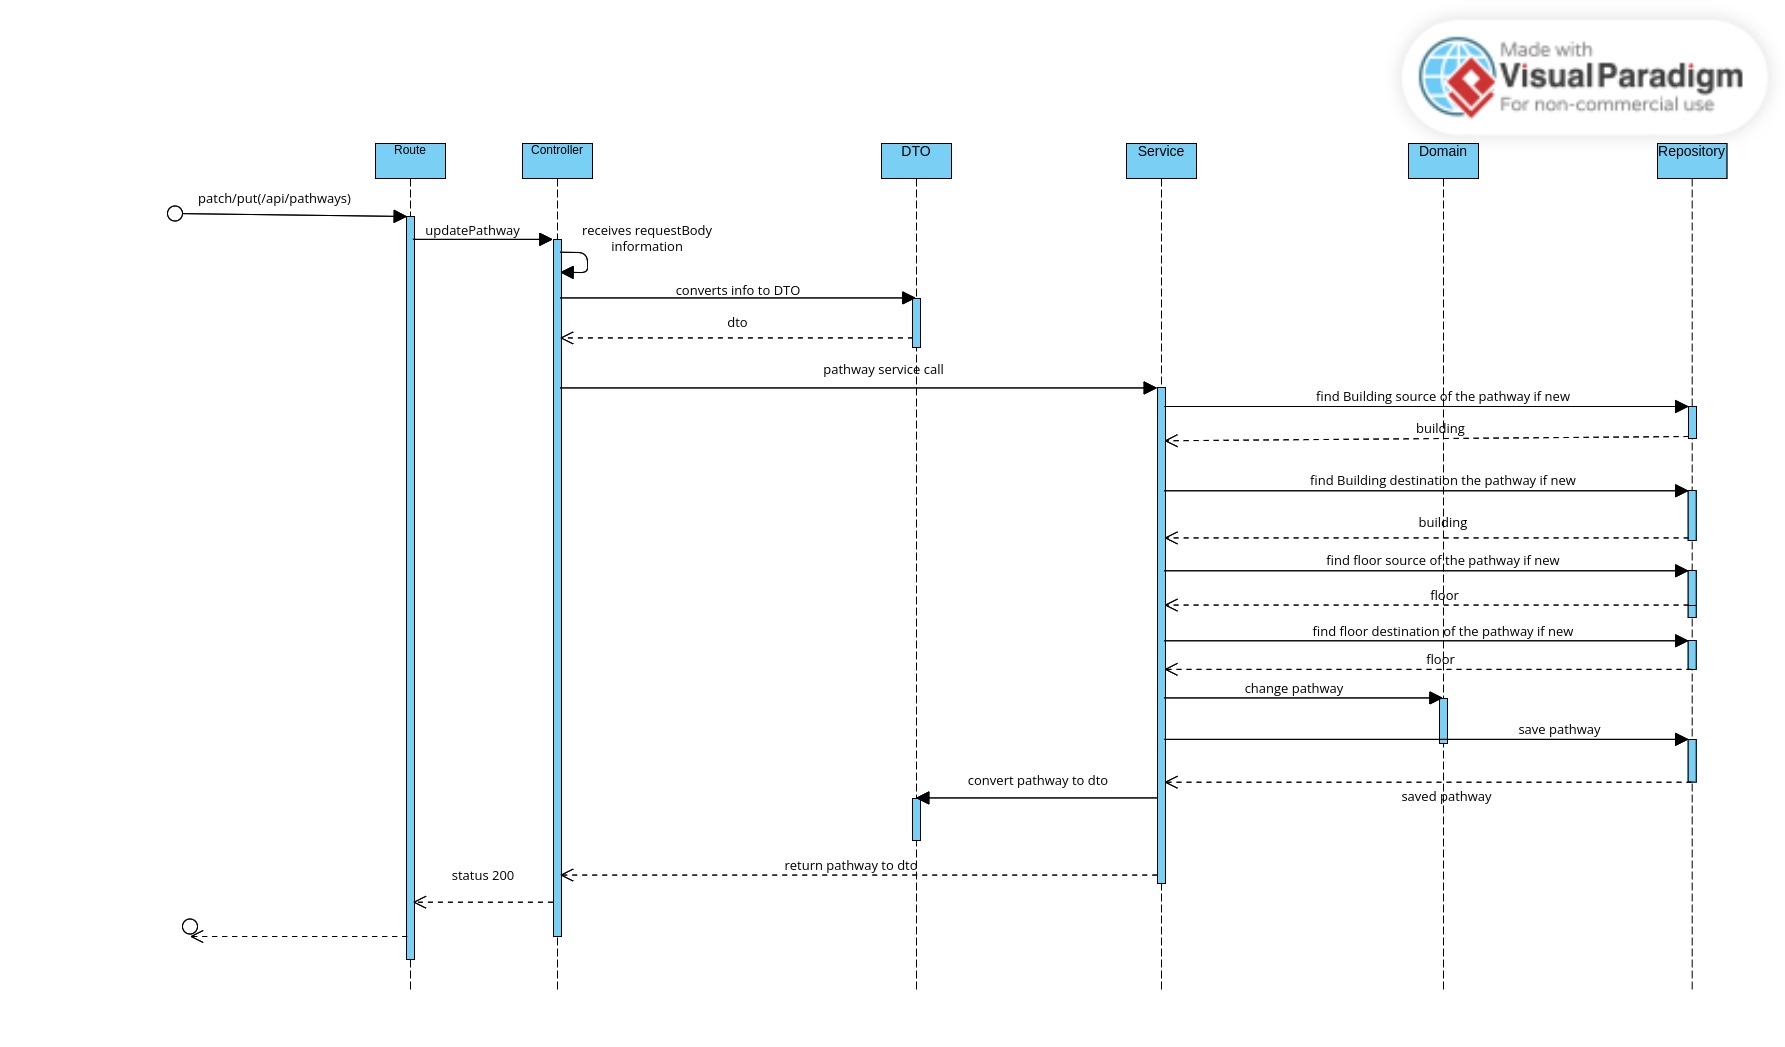 Made with
Visual Paradigm
For non-commercial use
Route
Controller
DTO
Service
Domain
Repository
patch/put(/api/pathways)
updatePathway
receives requestBody
information
converts info to DTO
dto
pathway service call
find Building source of the pathway if new
building
find Building destination the pathway if new
building
find floor source of the pathway if new
floor
find floor destination of the pathway if new
floor
change pathway
save pathway
convert pathway to dto
saved pathway
return pathway to dto
status 200